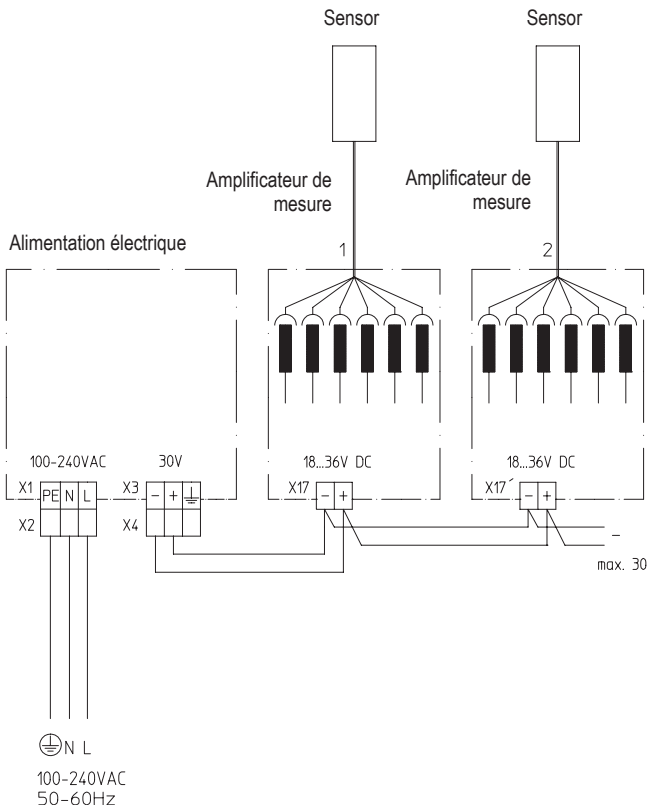 Sensor
Sensor
Amplificateur de
mesure
Amplificateur de
mesure
Alimentation électrique
1
2
100-240VAC
30V
18...36V DC
18...36V DC
X1
PE N L
X3
- +
X17
- +
X17´
- +
X2
X4
–
max. 30
N L
100-240VAC
50-60Hz